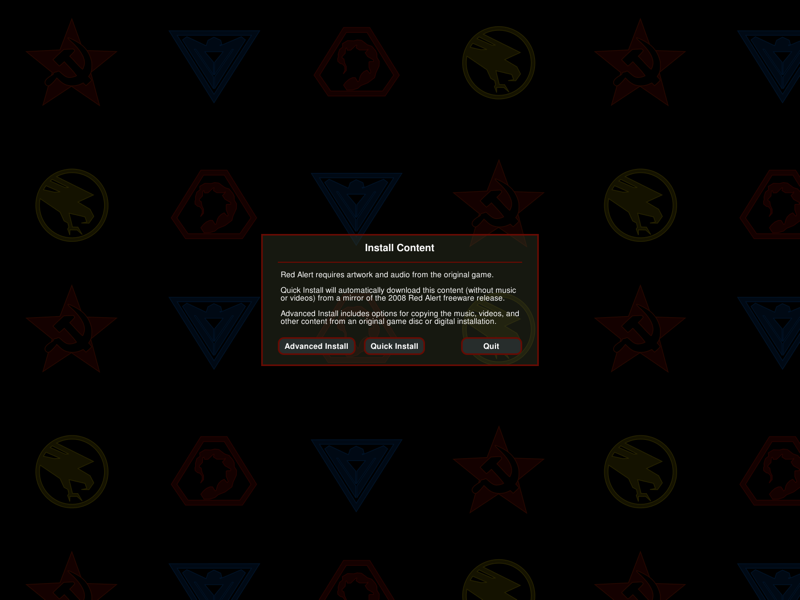 Install Content
Red Alert requires artwork and audio from the original game.
Quick Install will automatically download this content (without music
or videos) from a mirror of the 2008 Red Alert freeware release.
Advanced Install includes options for copying the music, videos, and
other content from an original game disc or digital installation.
Advanced Install Quick Install Quit